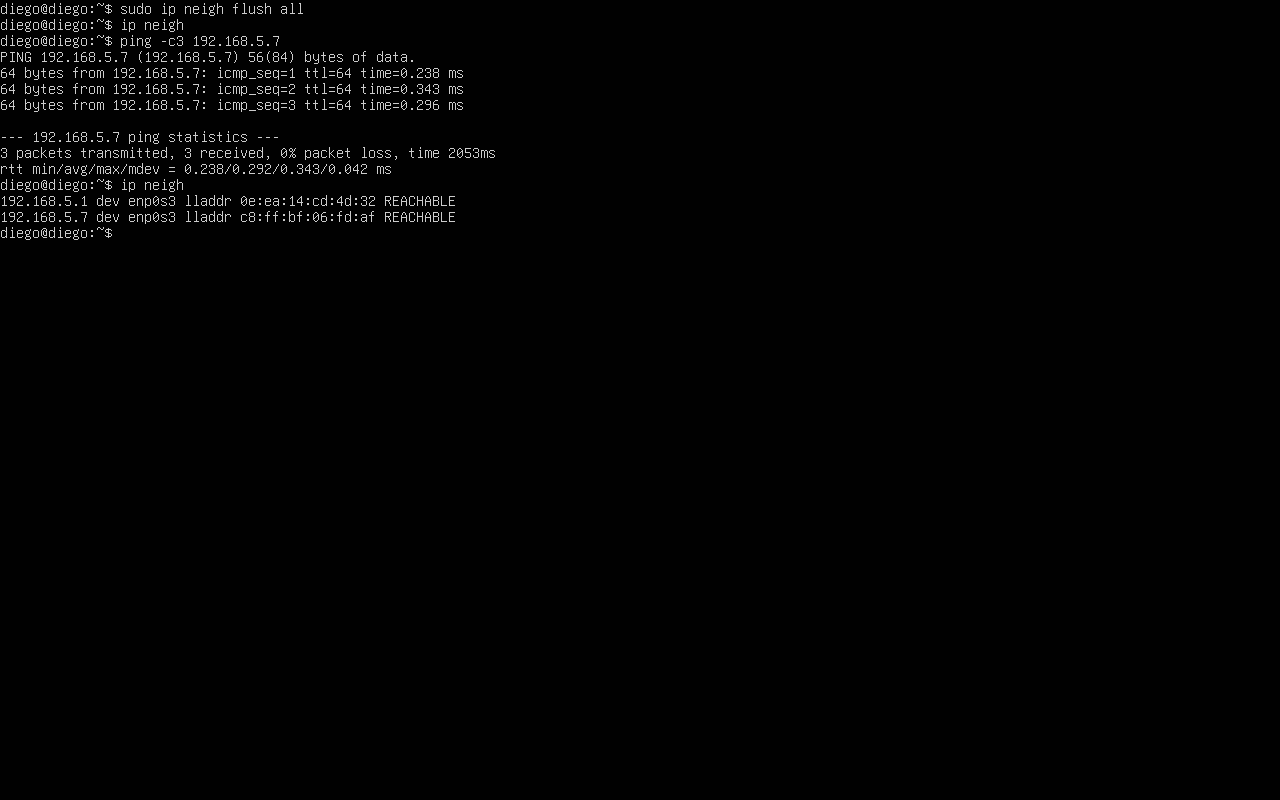 diego@diego:~$ sudo ip neigh flush all
diego@diego:~$ ip neigh
diego@diego:~$ ping -c3 192.168.5.7
PING 192.168.5.7 (192.168.5.7) 56(84) bytes of data.
64 bytes from 192.168.5.7: icmp_seq=1 ttl=64 time=0.238 ms
64 bytes from 192.168.5.7: icmp_seq=2 ttl=64 time=0.343 ms
64 bytes from 192.168.5.7: icmp_seq=3 ttl=64 time=0.296 ms

--- 192.168.5.7 ping statistics ---
3 packets transmitted, 3 received, 0% packet loss, time 2053ms
rtt min/avg/max/mdev = 0.238/0.292/0.343/0.042 ms
diego@diego:~$ ip neigh
192.168.5.1 dev enp0s3 lladdr 0e:ea:14:cd:4d:32 REACHABLE
192.168.5.7 dev enp0s3 lladdr c8:ff:bf:06:fd:af REACHABLE
diego@diego:~$